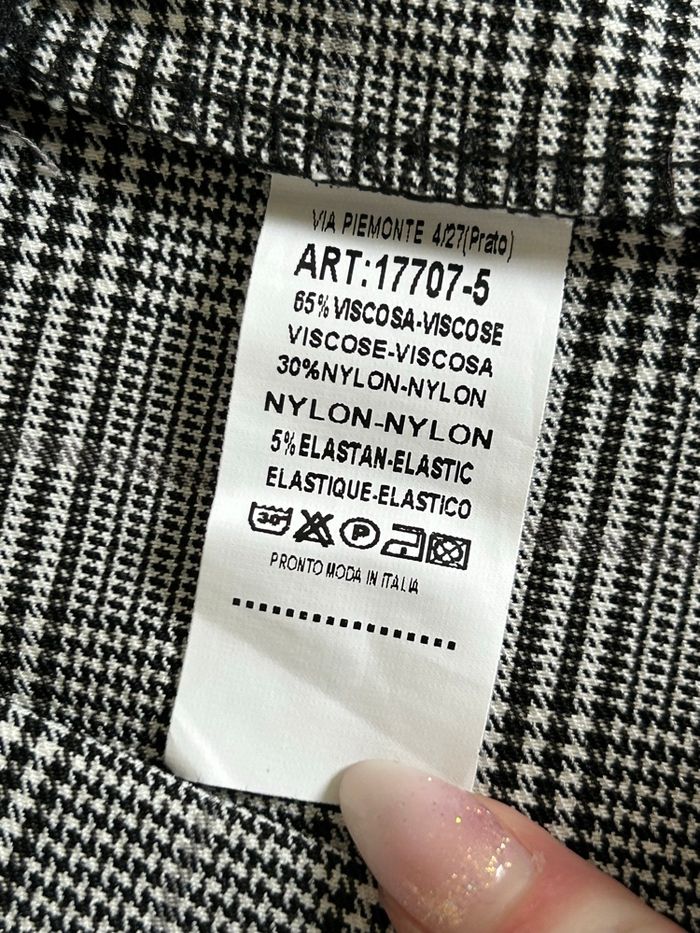 VIA PIEMONTE 4/27(Prato)
ART:17707-5
65%VISCOSA-VISCOSE
VISCOSE-VISCOSA
30%NYLON-NYLON
NYLON-NYLON
5%ELASTAN-ELASTIC
ELASTIQUE-ELASTICO
30° P
PRONTO MODA IN ITALIA